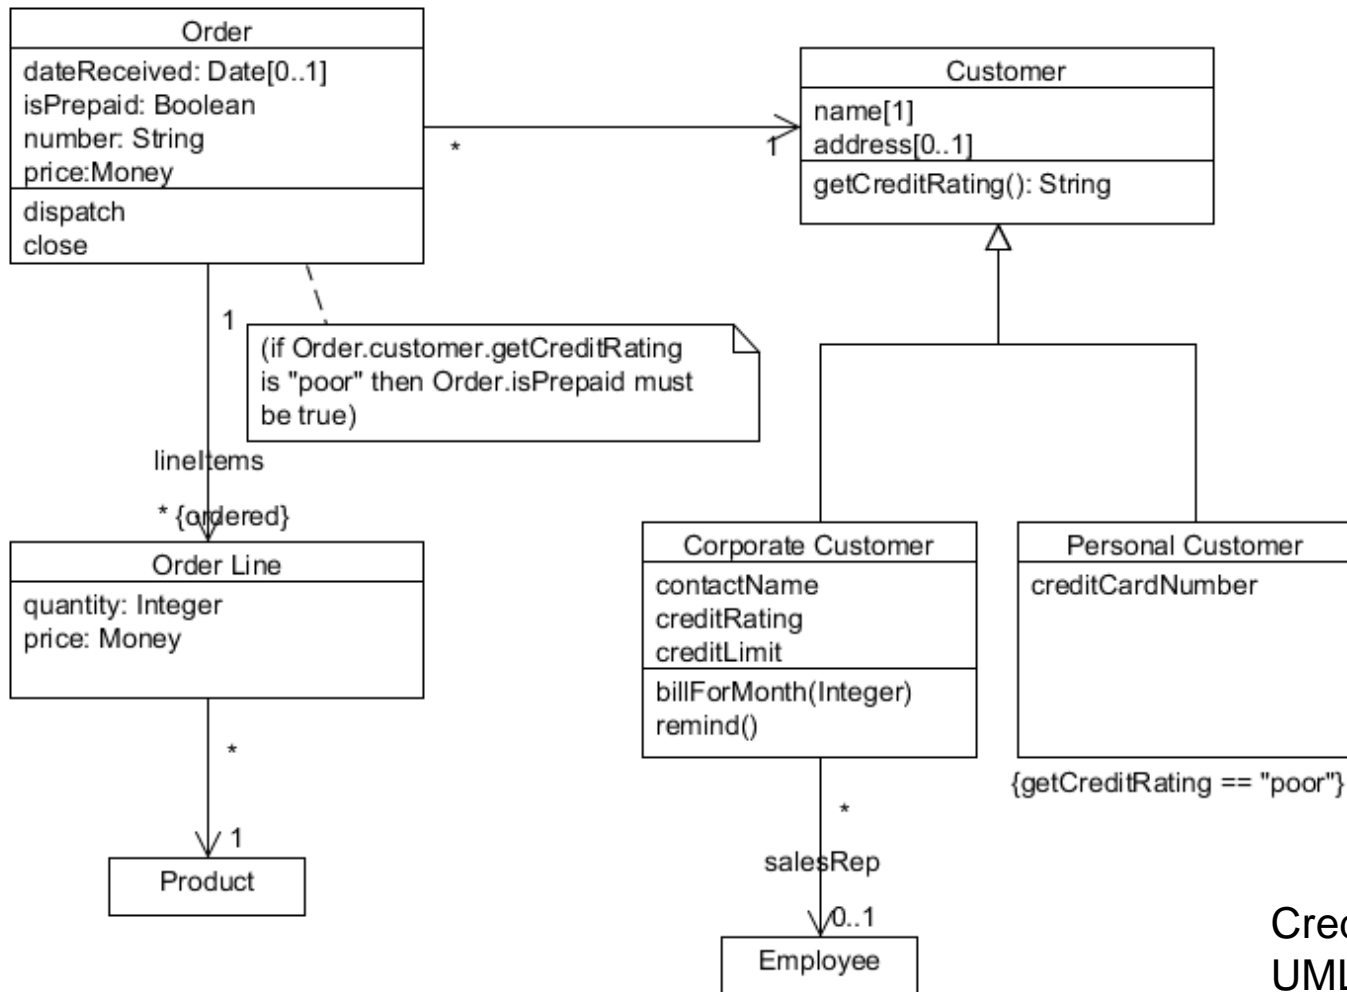 Order
dateReceived: Date[0..1]
isPrepaid: Boolean
number: String
price:Money
dispatch
close
*
1
Customer
name[1]
address[0..1]
getCreditRating(): String
1
(if Order.customer.getCreditRating
is "poor" then Order.isPrepaid must
be true)
lineItems
* {ordered}
Order Line
quantity: Integer
price: Money
*
1
Product
Corporate Customer
contactName
creditRating
creditLimit
billForMonth(Integer)
remind()
Personal Customer
creditCardNumber
{getCreditRating == "poor"}
*
salesRep
0..1
Employee
UML